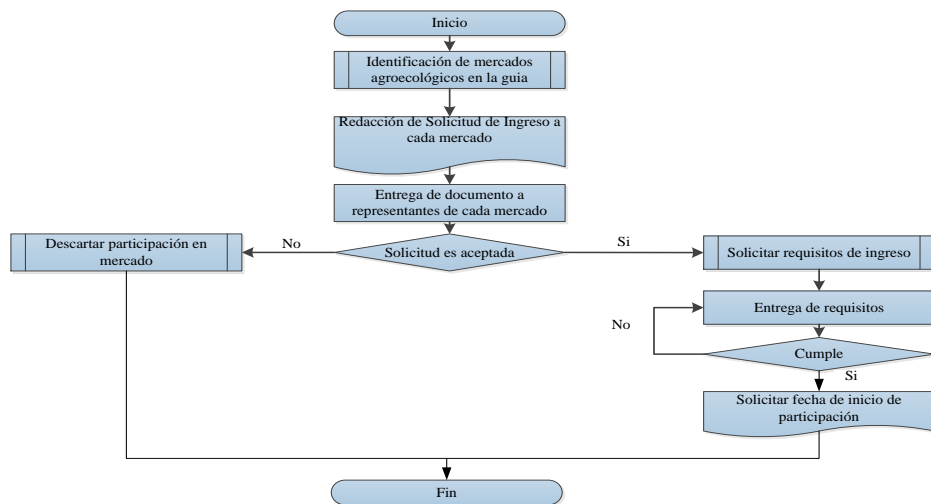 Inicio
Identificación de mercados
agroecológicos en la guia
Redacción de Solicitud de Ingreso a
cada mercado
Entrega de documento a
representantes de cada mercado
Descartar participación en
mercado
No
Solicitud es aceptada
Si
Solicitar requisitos de ingreso
Entrega de requisitos
No
Cumple
Si
Solicitar fecha de inicio de
participación
Fin